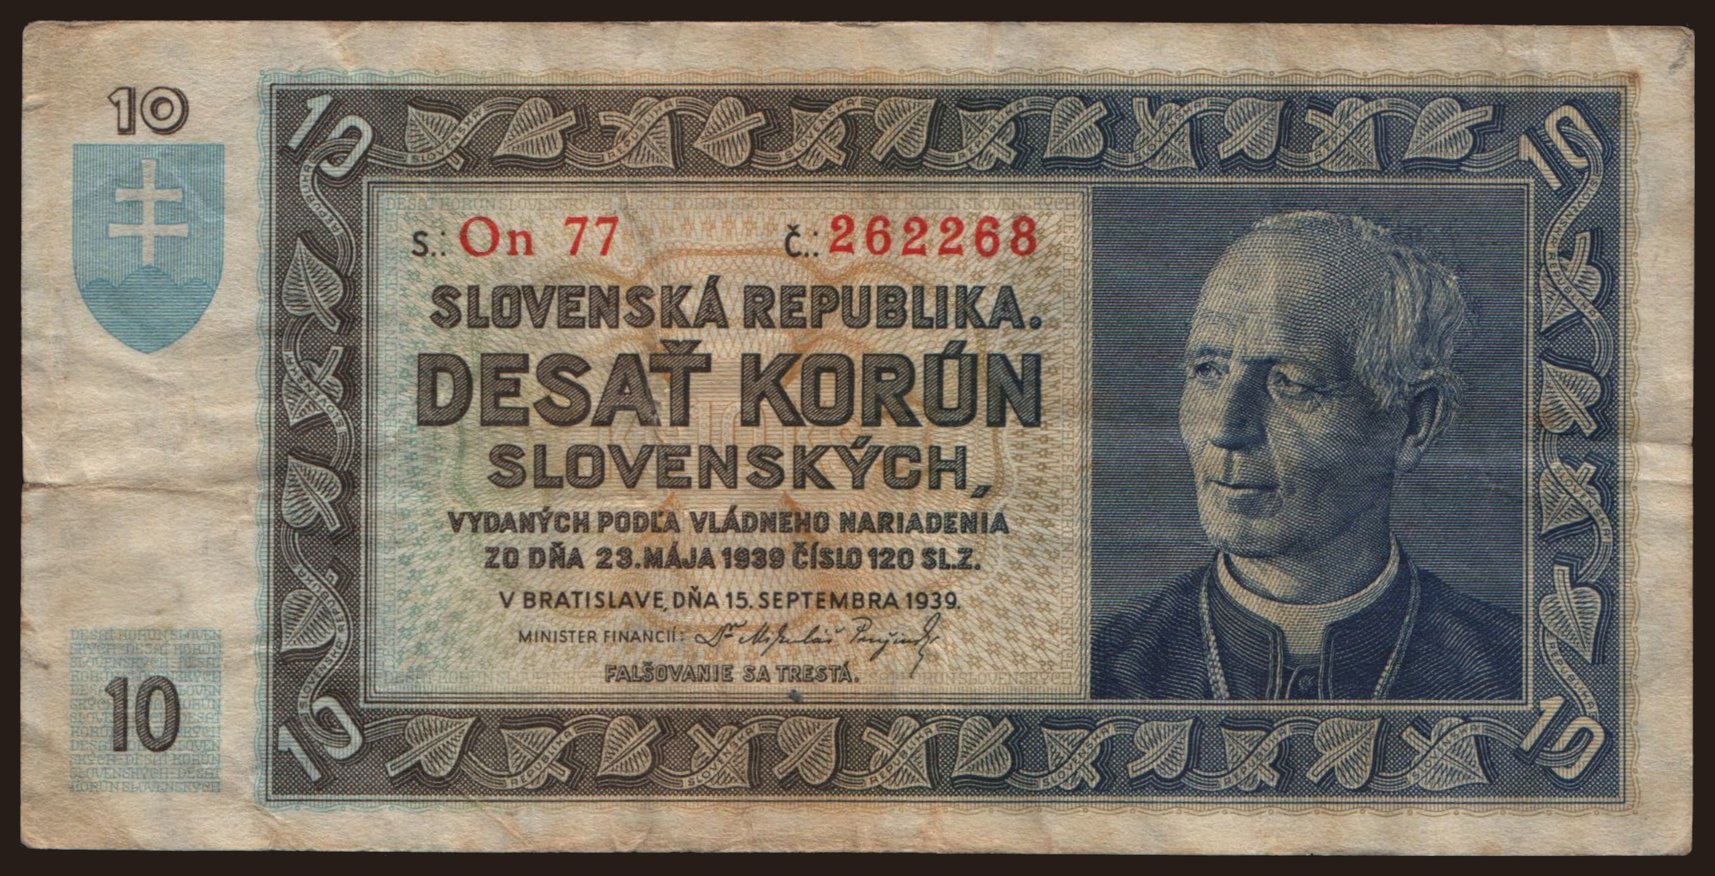 10
10
10
S.: On 77 Č.: 262268
SLOVENSKÁ REPUBLIKA.
DESAŤ KORÚN
SLOVENSKÝCH,
VYDANÝCH PODĽA VLÁDNEHO NARIADENIA
ZO DŇA 23. MÁJA 1939 ČÍSLO 120 SL. Z.
V BRATISLAVE, DŇA 15. SEPTEMBRA 1939.
MINISTER FINANCIÍ:
FALŠOVANIE SA TRESTÁ.
10
10
10